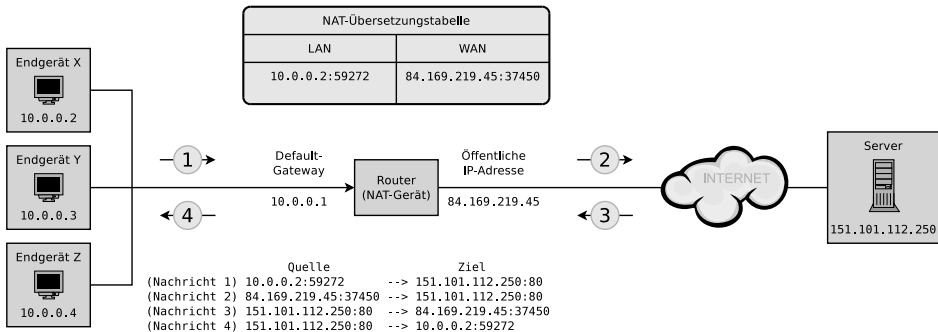 NAT-Übersetzungstabelle
LAN WAN
10.0.0.2:59272 84.169.219.45:37450
Endgerät X
10.0.0.2
Endgerät Y
10.0.0.3
Endgerät Z
10.0.0.4
1
4
Default-
Gateway
10.0.0.1
Router
(NAT-Gerät)
Öffentliche
IP-Adresse
84.169.219.45
2
3
INTERNET
Server
151.101.112.250
Quelle Ziel
(Nachricht 1) 10.0.0.2:59272 --> 151.101.112.250:80
(Nachricht 2) 84.169.219.45:37450 --> 151.101.112.250:80
(Nachricht 3) 151.101.112.250:80 --> 84.169.219.45:37450
(Nachricht 4) 151.101.112.250:80 --> 10.0.0.2:59272